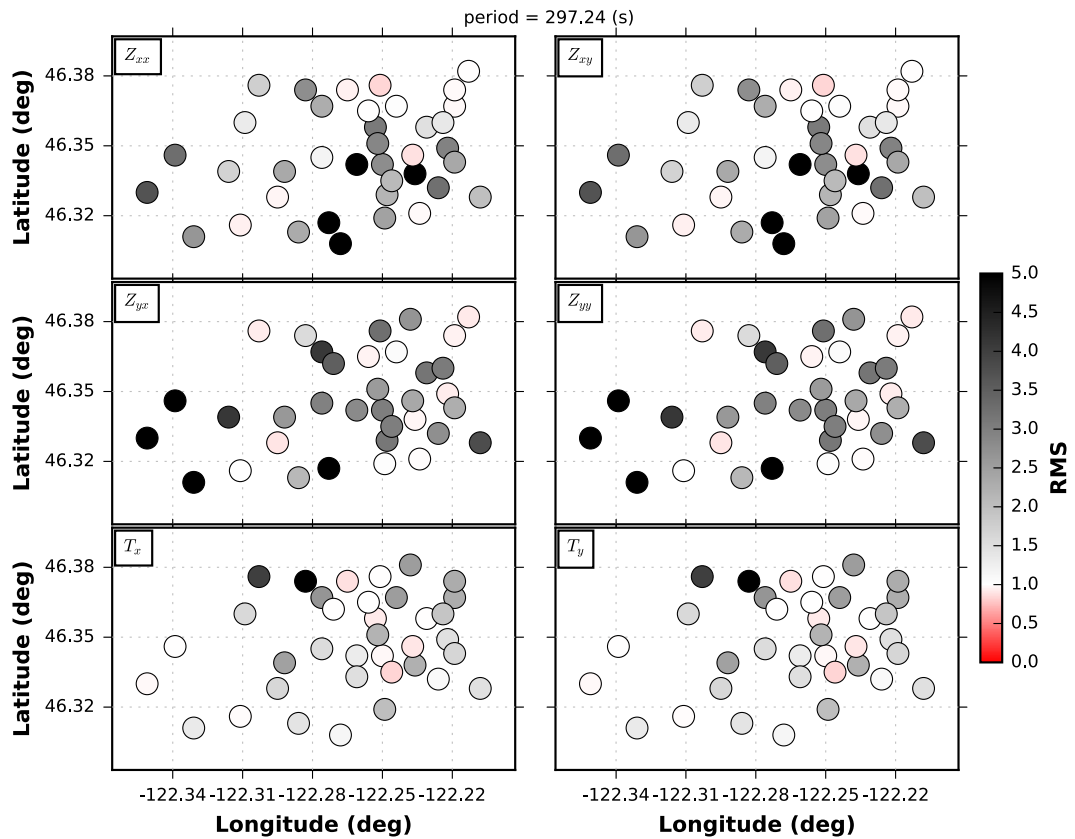 period = 297.24 (s)
Z_xx
Z_xy
Latitude (deg)
46.38
46.35
46.32
Z_yx
Z_yy
Latitude (deg)
46.38
46.35
46.32
T_x
T_y
Latitude (deg)
46.38
46.35
46.32
-122.34 -122.31 -122.28 -122.25 -122.22
-122.34 -122.31 -122.28 -122.25 -122.22
Longitude (deg)
Longitude (deg)
5.0
4.5
4.0
3.5
3.0
2.5
2.0
1.5
1.0
0.5
0.0
RMS